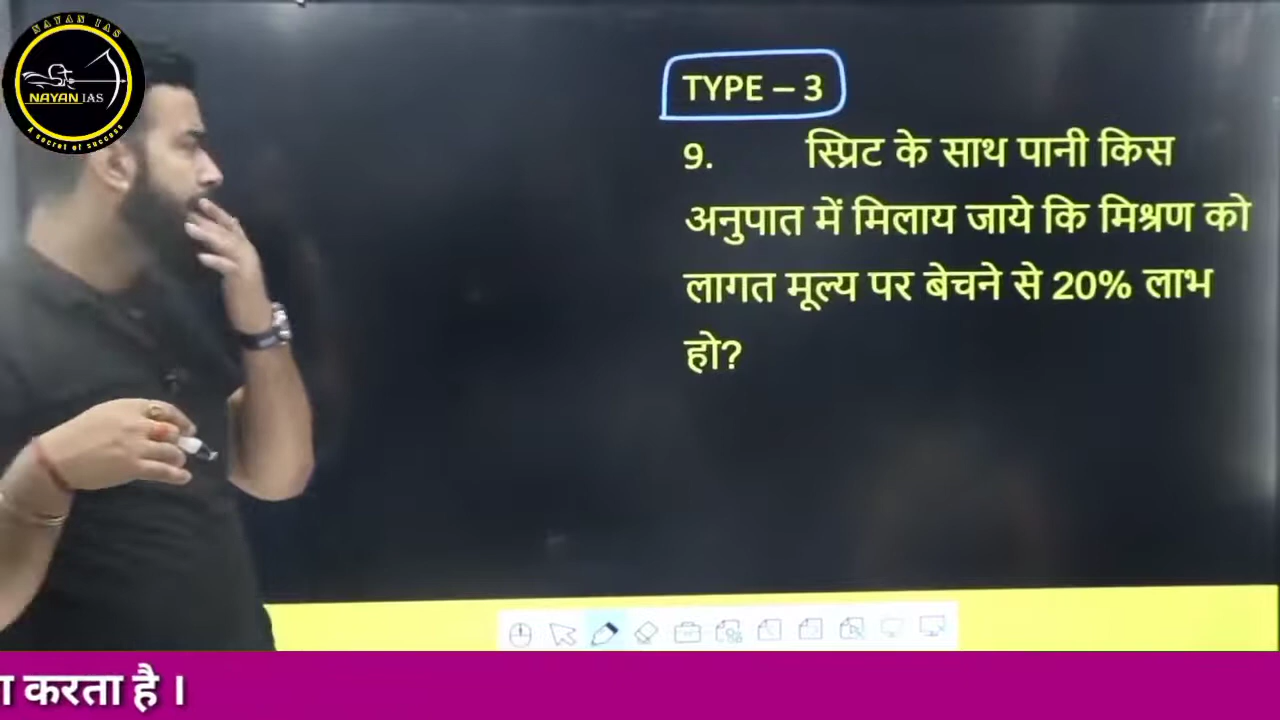 NAYAN IAS
NAYAN IAS
A secret of success
TYPE – 3
9. स्प्रिट के साथ पानी किस
अनुपात में मिलाय जाये कि मिश्रण को
लागत मूल्य पर बेचने से 20% लाभ
हो?
करता है ।